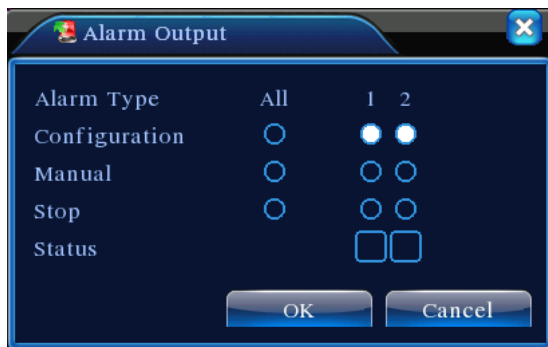 Alarm Output
Alarm Type All 1 2
Configuration
Manual
Stop
Status
OK Cancel